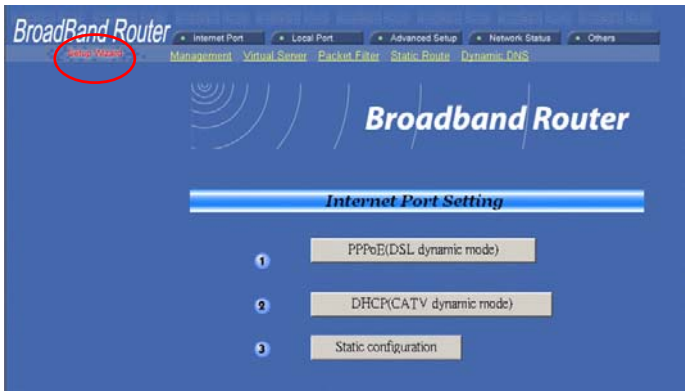 BroadBand Router
Internet Port Local Port Advanced Setup Network Status Others
Setup Wizard
Management Virtual Server Packet Filter Static Route Dynamic DNS
Broadband Router
Internet Port Setting
1 PPPoE(DSL dynamic mode)
2 DHCP(CATV dynamic mode)
3 Static configuration